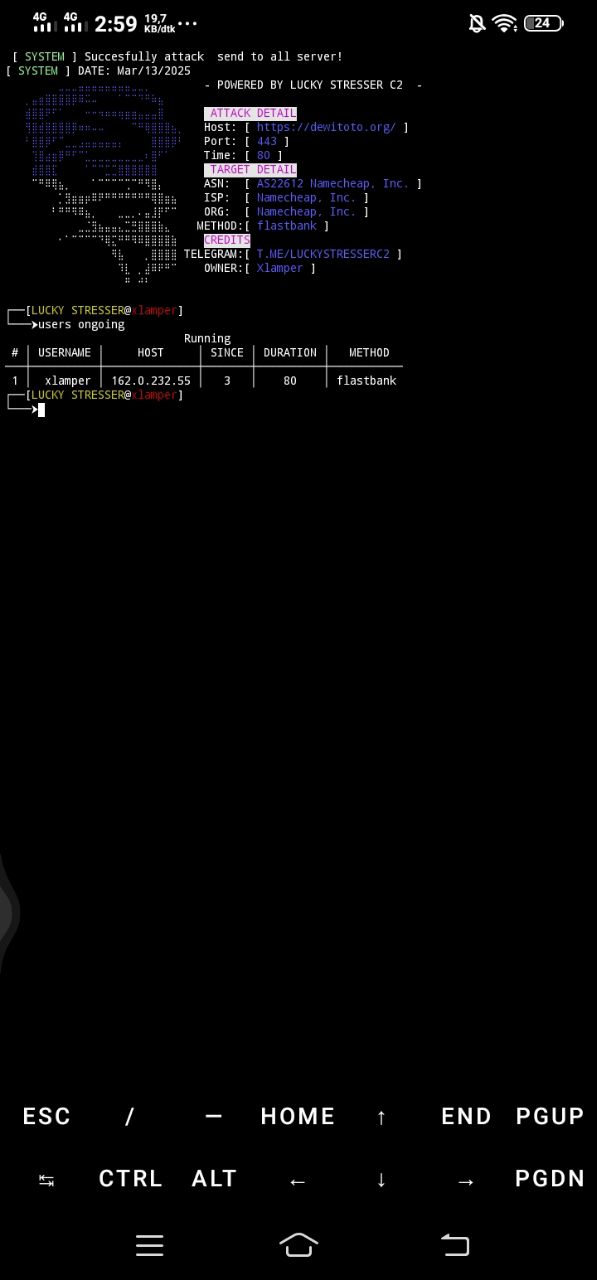 4G 4G 2:59 19,7 KB/dtk ••• 24
[ SYSTEM ] Succesfully attack  send to all server!
[ SYSTEM ] DATE: Mar/13/2025
- POWERED BY LUCKY STRESSER C2  -
ATTACK DETAIL
Host: [ https://dewitoto.org/ ]
Port: [ 443 ]
Time: [ 80 ]
TARGET DETAIL
ASN:  [ AS22612 Namecheap, Inc. ]
ISP:  [ Namecheap, Inc. ]
ORG:  [ Namecheap, Inc. ]
METHOD:[ flastbank ]
CREDITS
TELEGRAM:[ T.ME/LUCKYSTRESSERC2 ]
OWNER:[ Xlamper ]
[LUCKY STRESSER@xlamper]
➤users ongoing
Running
# │ USERNAME │ HOST │ SINCE │ DURATION │ METHOD
1 │ xlamper │ 162.0.232.55 │ 3 │ 80 │ flastbank
[LUCKY STRESSER@xlamper]
➤
ESC / — HOME ↑ END PGUP
↹ CTRL ALT ← ↓ → PGDN